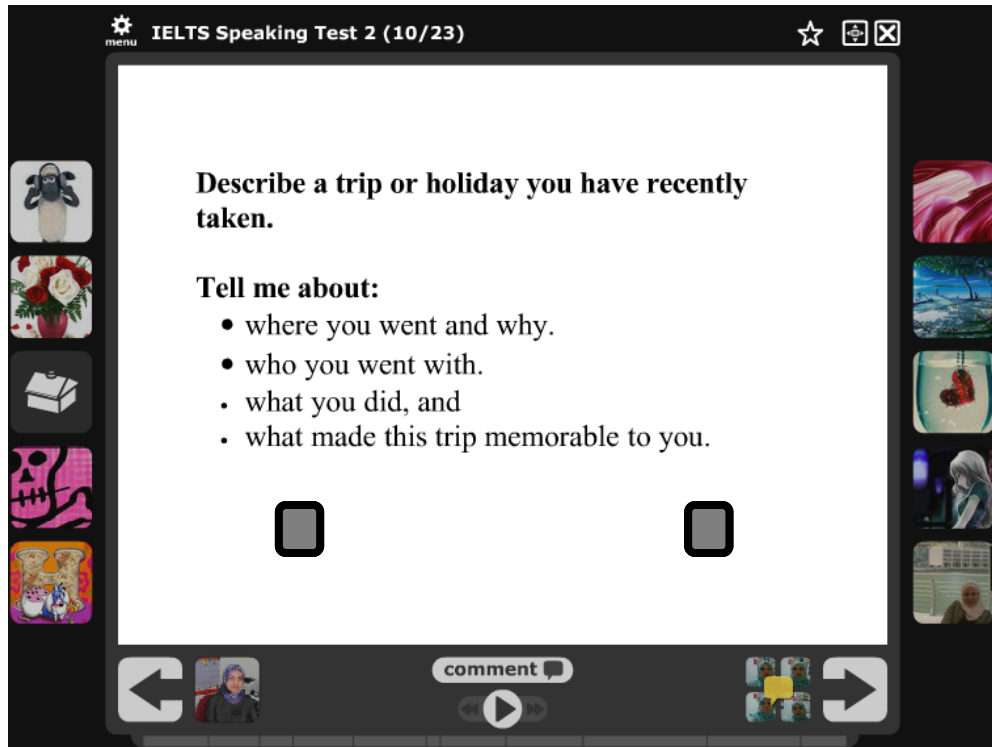 menu IELTS Speaking Test 2 (10/23)
Describe a trip or holiday you have recently
taken.
Tell me about:
• where you went and why.
• who you went with.
• what you did, and
• what made this trip memorable to you.
comment